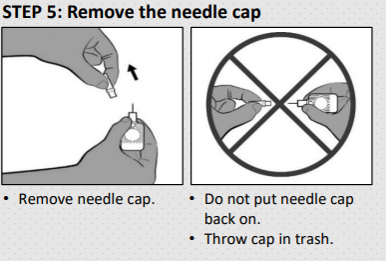 STEP 5: Remove the needle cap
• Remove needle cap.
• Do not put needle cap
back on.
• Throw cap in trash.